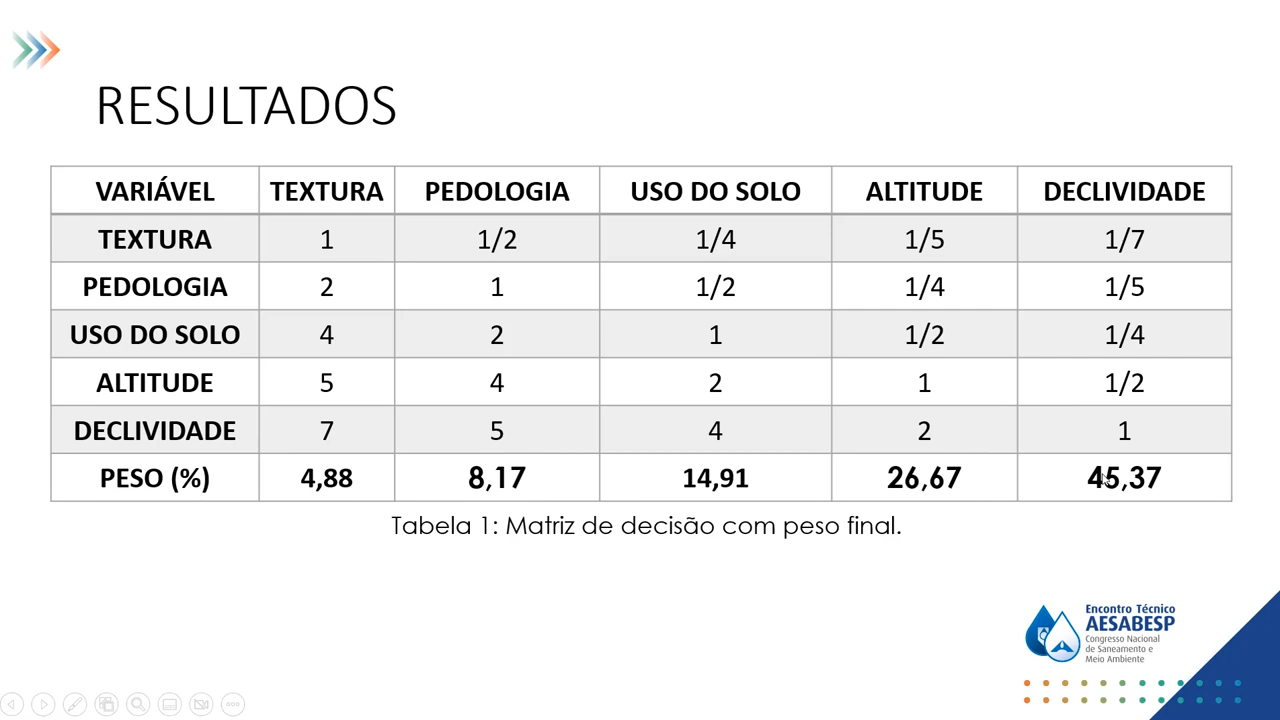 RESULTADOS
VARIÁVEL TEXTURA PEDOLOGIA USO DO SOLO ALTITUDE DECLIVIDADE
TEXTURA 1 1/2 1/4 1/5 1/7
PEDOLOGIA 2 1 1/2 1/4 1/5
USO DO SOLO 4 2 1 1/2 1/4
ALTITUDE 5 4 2 1 1/2
DECLIVIDADE 7 5 4 2 1
PESO (%) 4,88 8,17 14,91 26,67 45,37
Tabela 1: Matriz de decisão com peso final.
Encontro Técnico
AESABESP
Congresso Nacional
de Saneamento e
Meio Ambiente